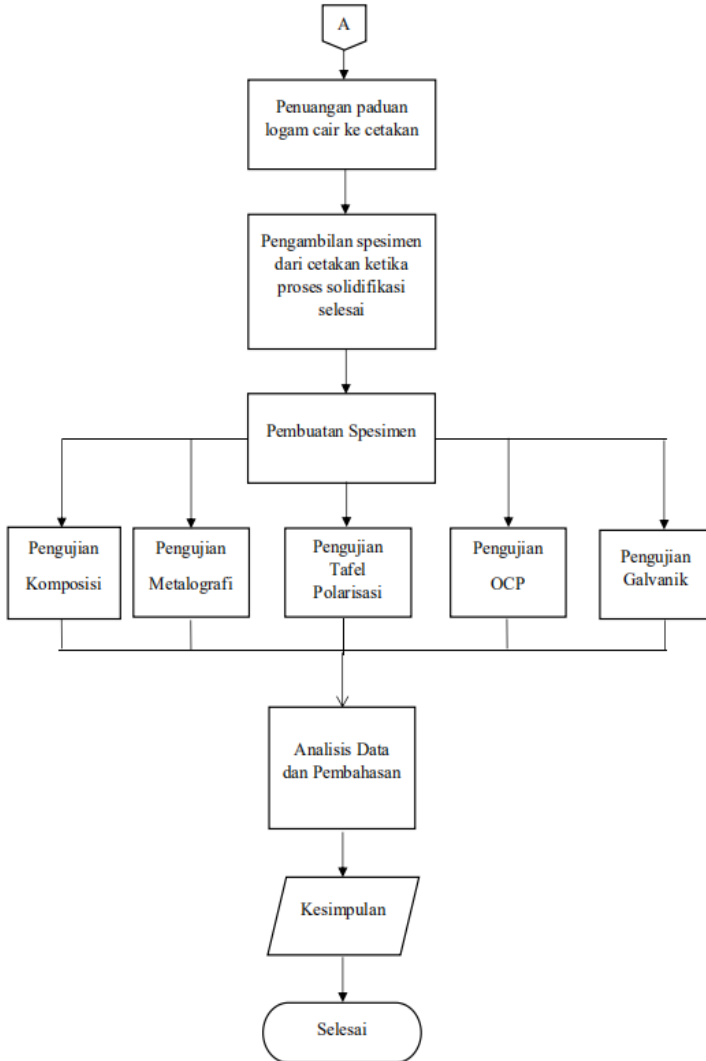 A
Penuangan paduan
logam cair ke cetakan
Pengambilan spesimen
dari cetakan ketika
proses solidifikasi
selesai
Pembuatan Spesimen
Pengujian
Komposisi
Pengujian
Metalografi
Pengujian
Tafel
Polarisasi
Pengujian
OCP
Pengujian
Galvanik
Analisis Data
dan Pembahasan
Kesimpulan
Selesai